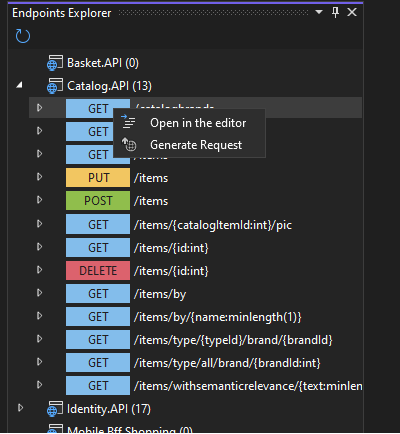 Endpoints Explorer
Basket.API (0)
Catalog.API (13)
GET /catalogbrands
Open in the editor
GET
Generate Request
GET /items
PUT /items
POST /items
GET /items/{catalogItemId:int}/pic
GET /items/{id:int}
DELETE /items/{id:int}
GET /items/by
GET /items/by/{name:minlength(1)}
GET /items/type/{typeId}/brand/{brandId}
GET /items/type/all/brand/{brandId:int}
GET /items/withsemanticrelevance/{text:minlen
Identity.API (17)
Mobile.Bff.Shopping (0)